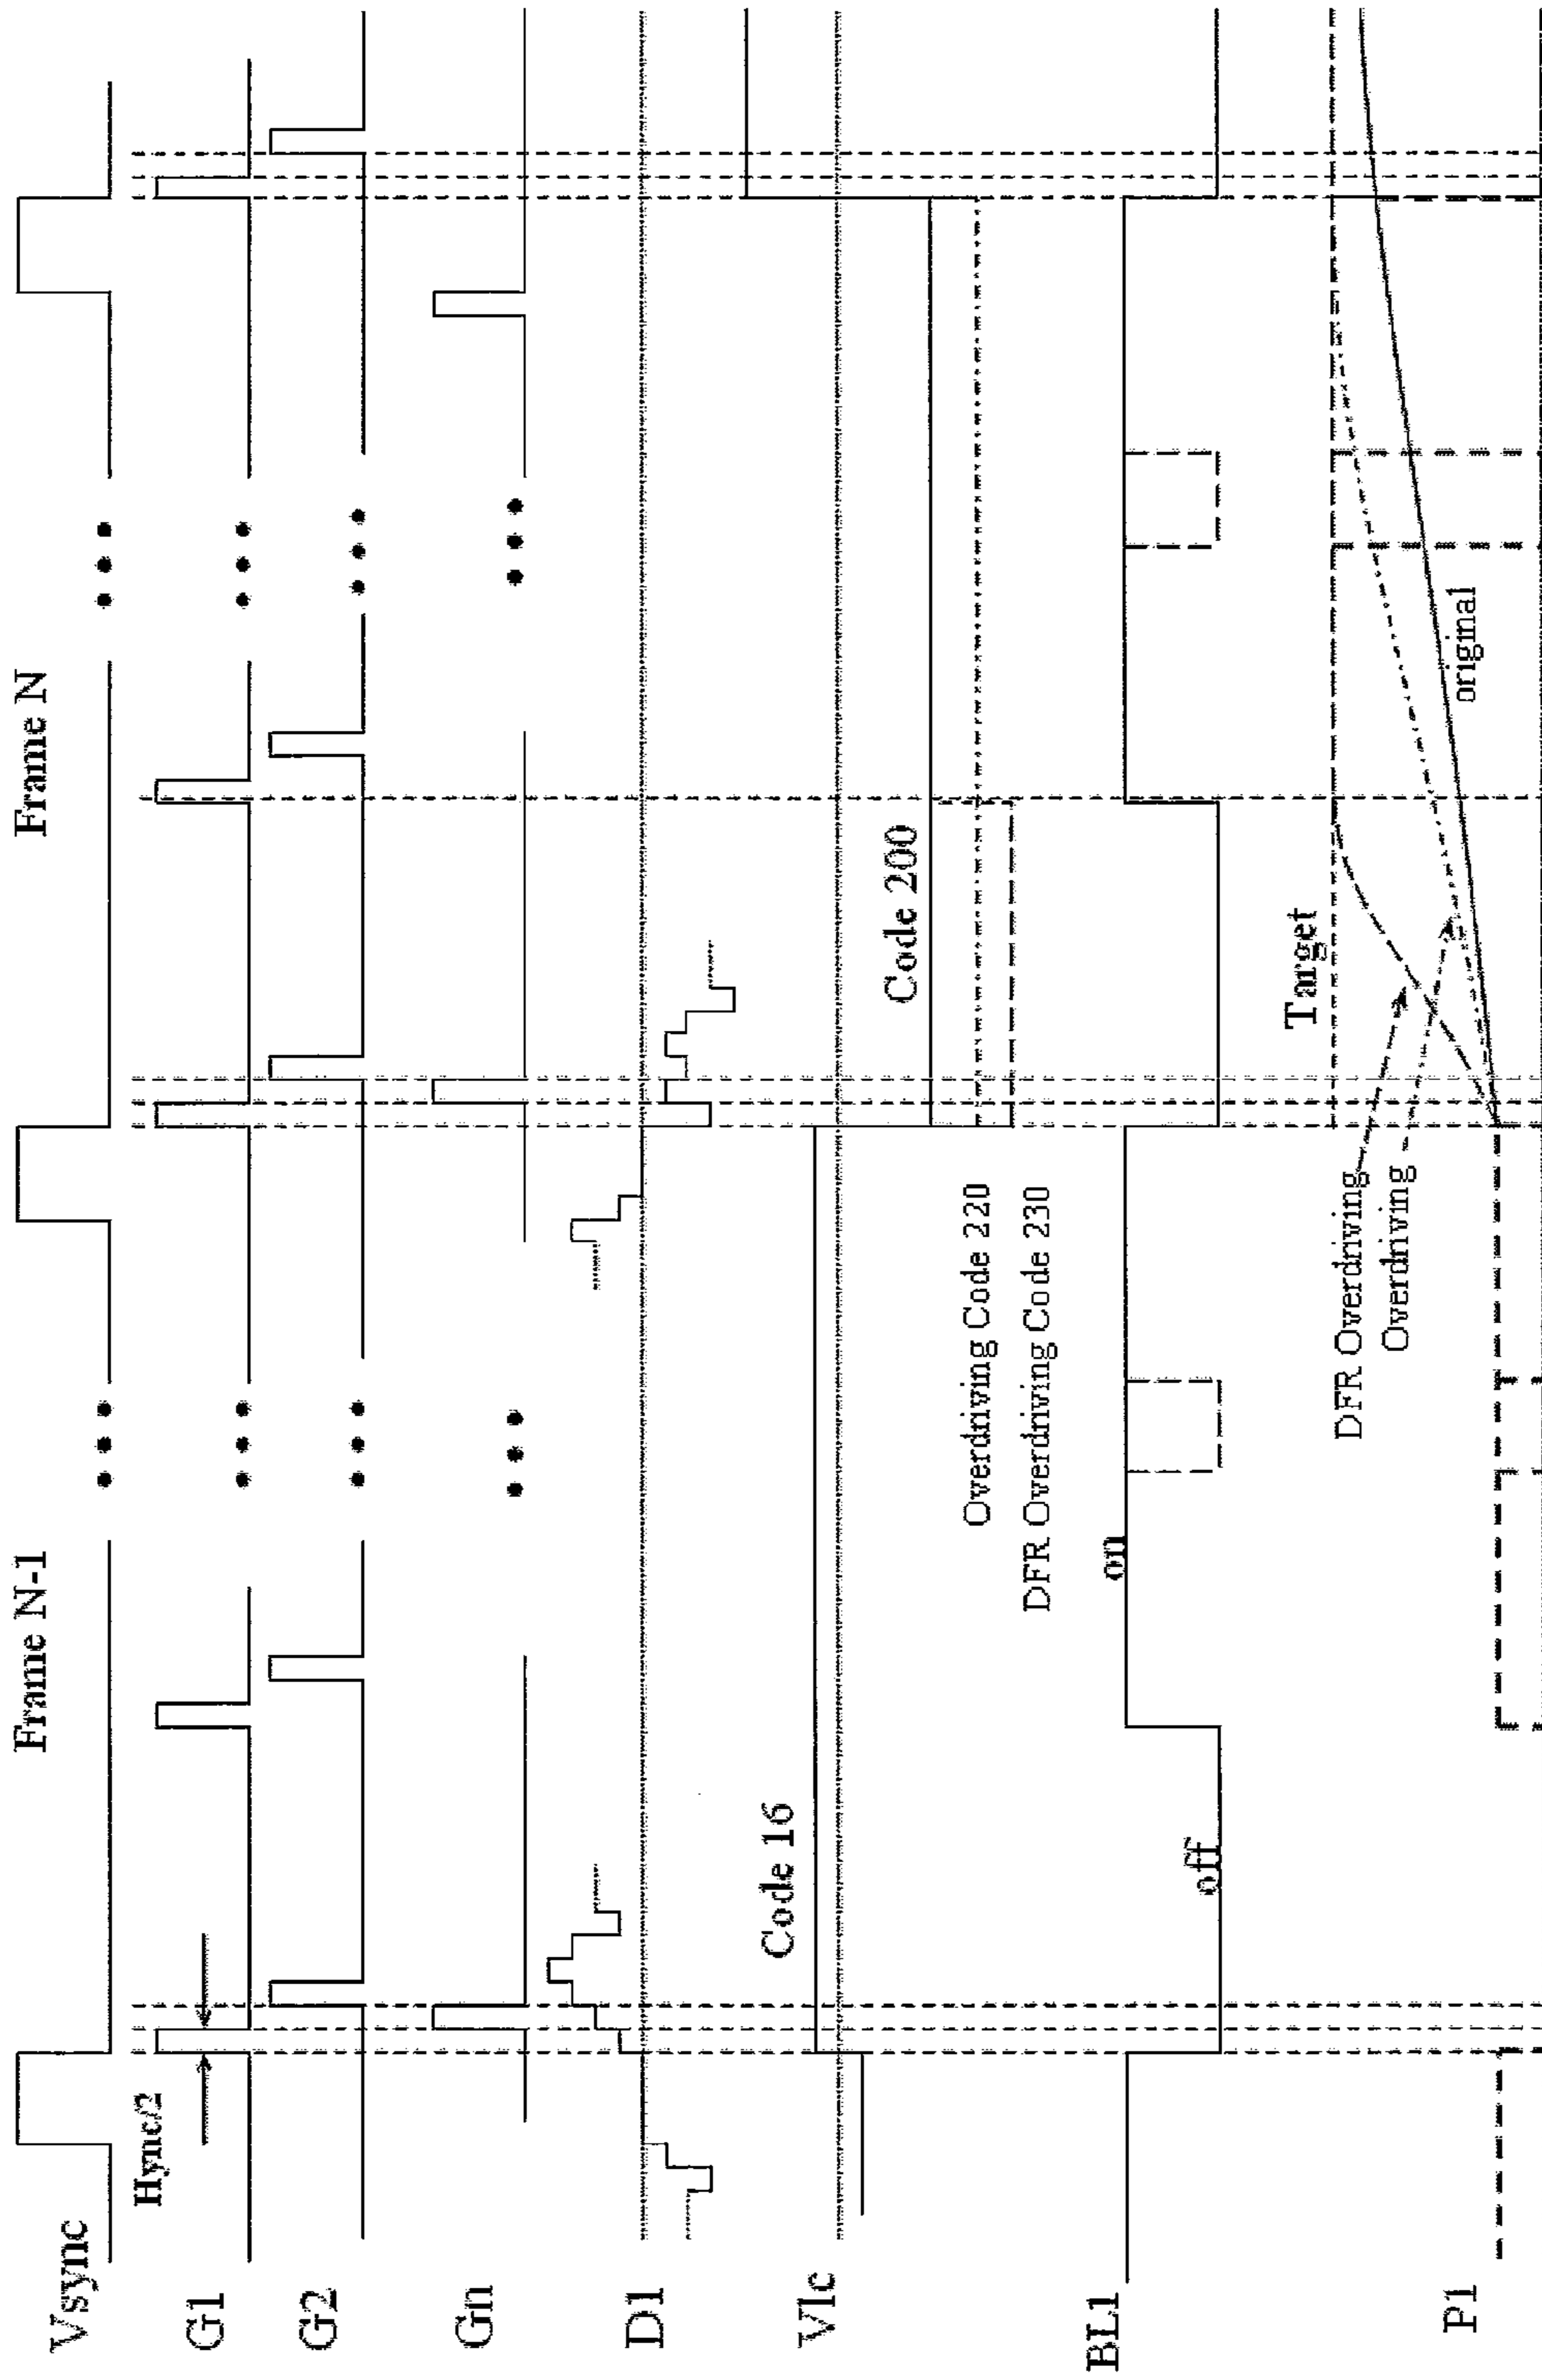 Frame N-1
Frame N
Vsync
Hync/2
G1
G2
Gn
D1
Vlc
Code 16
Code 200
Overdriving Code 220
DFR Overdriving Code 230
BL1
off
on
Target
DFR Overdriving
Overdriving
original
P1